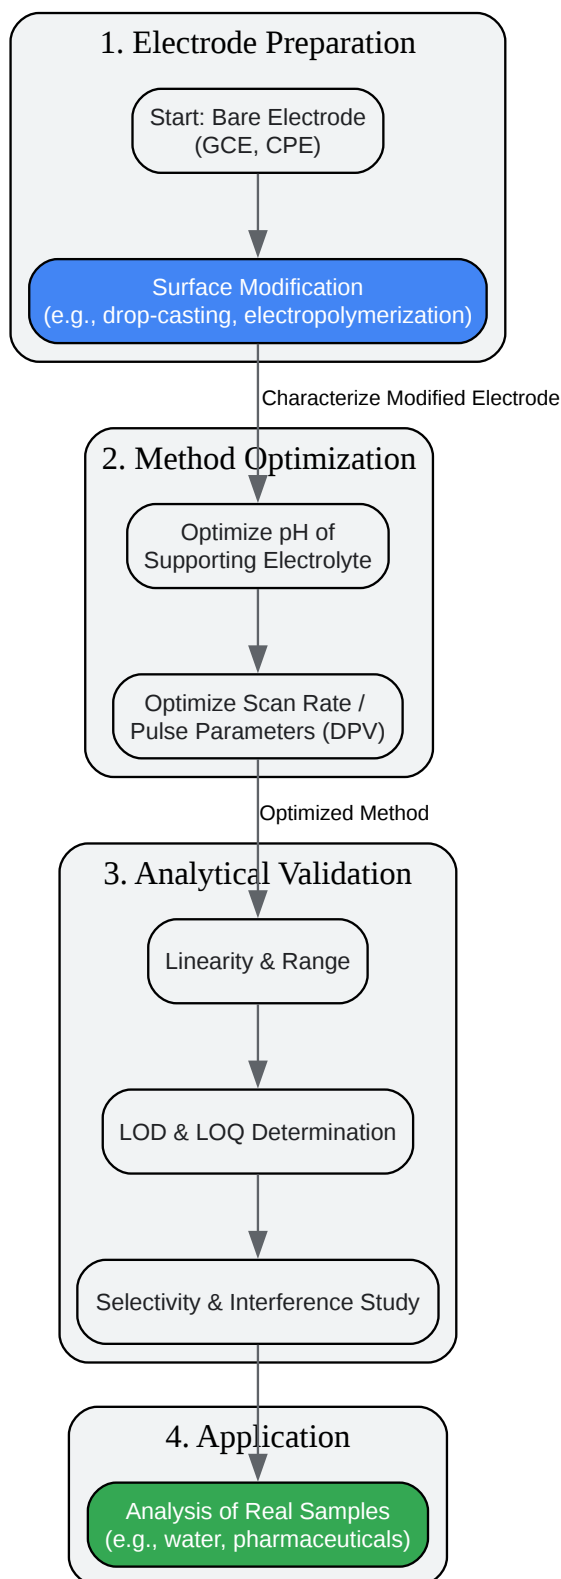 1. Electrode Preparation
Start: Bare Electrode
(GCE, CPE)
Surface Modification
(e.g., drop-casting, electropolymerization)
Characterize Modified Electrode
2. Method Optimization
Optimize pH of
Supporting Electrolyte
Optimize Scan Rate /
Pulse Parameters (DPV)
Optimized Method
3. Analytical Validation
Linearity & Range
LOD & LOQ Determination
Selectivity & Interference Study
4. Application
Analysis of Real Samples
(e.g., water, pharmaceuticals)